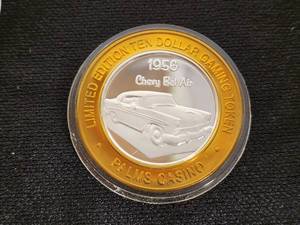 LIMITED EDITION TEN DOLLAR GAMING TOKEN
1956
Chevy Bel Air
PALMS CASINO